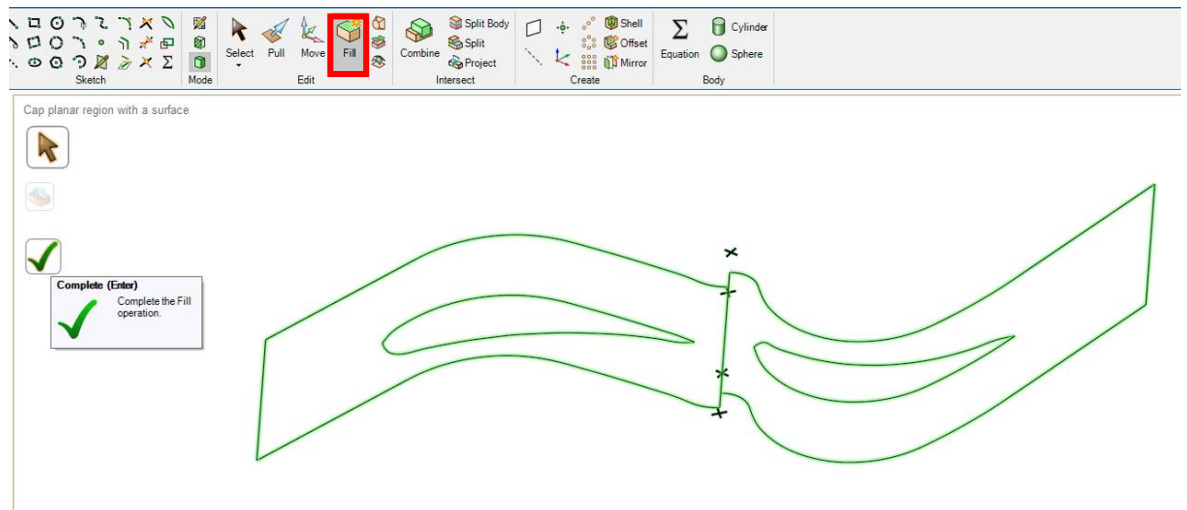 Select
Pull
Move
Fill
Combine
Split Body
Split
Project
Shell
Offset
Mirror
Equation
Cylinder
Sphere
Sketch
Mode
Edit
Intersect
Create
Body
Cap planar region with a surface
Complete (Enter)
Complete the Fill
operation.